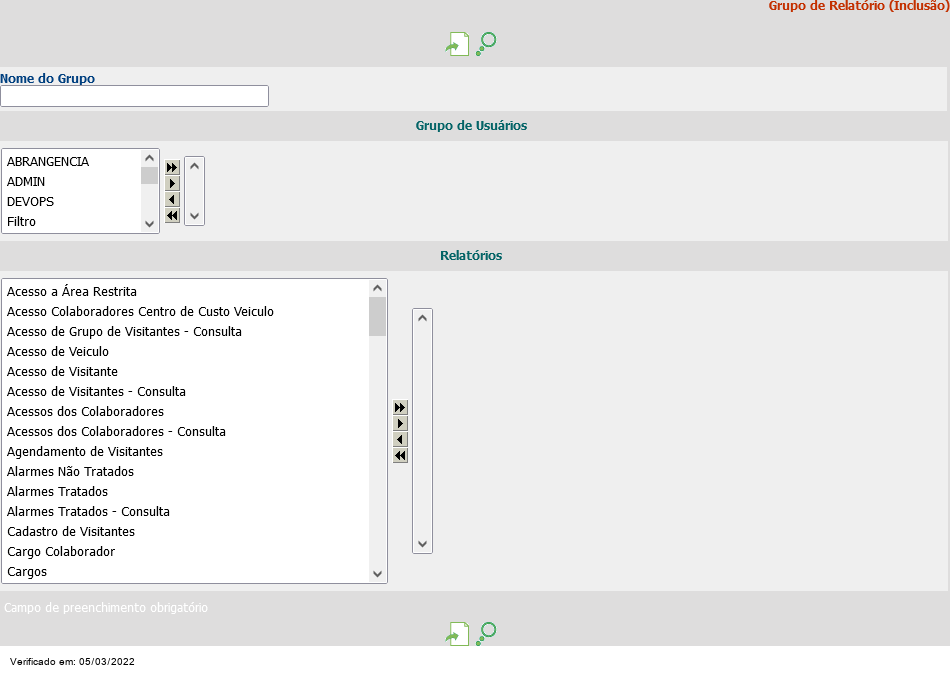 Grupo de Relatório (Inclusão)
Nome do Grupo
Grupo de Usuários
ABRANGENCIA
ADMIN
DEVOPS
Filtro
Relatórios
Acesso a Área Restrita
Acesso Colaboradores Centro de Custo Veiculo
Acesso de Grupo de Visitantes - Consulta
Acesso de Veiculo
Acesso de Visitante
Acesso de Visitantes - Consulta
Acessos dos Colaboradores
Acessos dos Colaboradores - Consulta
Agendamento de Visitantes
Alarmes Não Tratados
Alarmes Tratados
Alarmes Tratados - Consulta
Cadastro de Visitantes
Cargo Colaborador
Cargos
Campo de preenchimento obrigatório
Verificado em: 05/03/2022